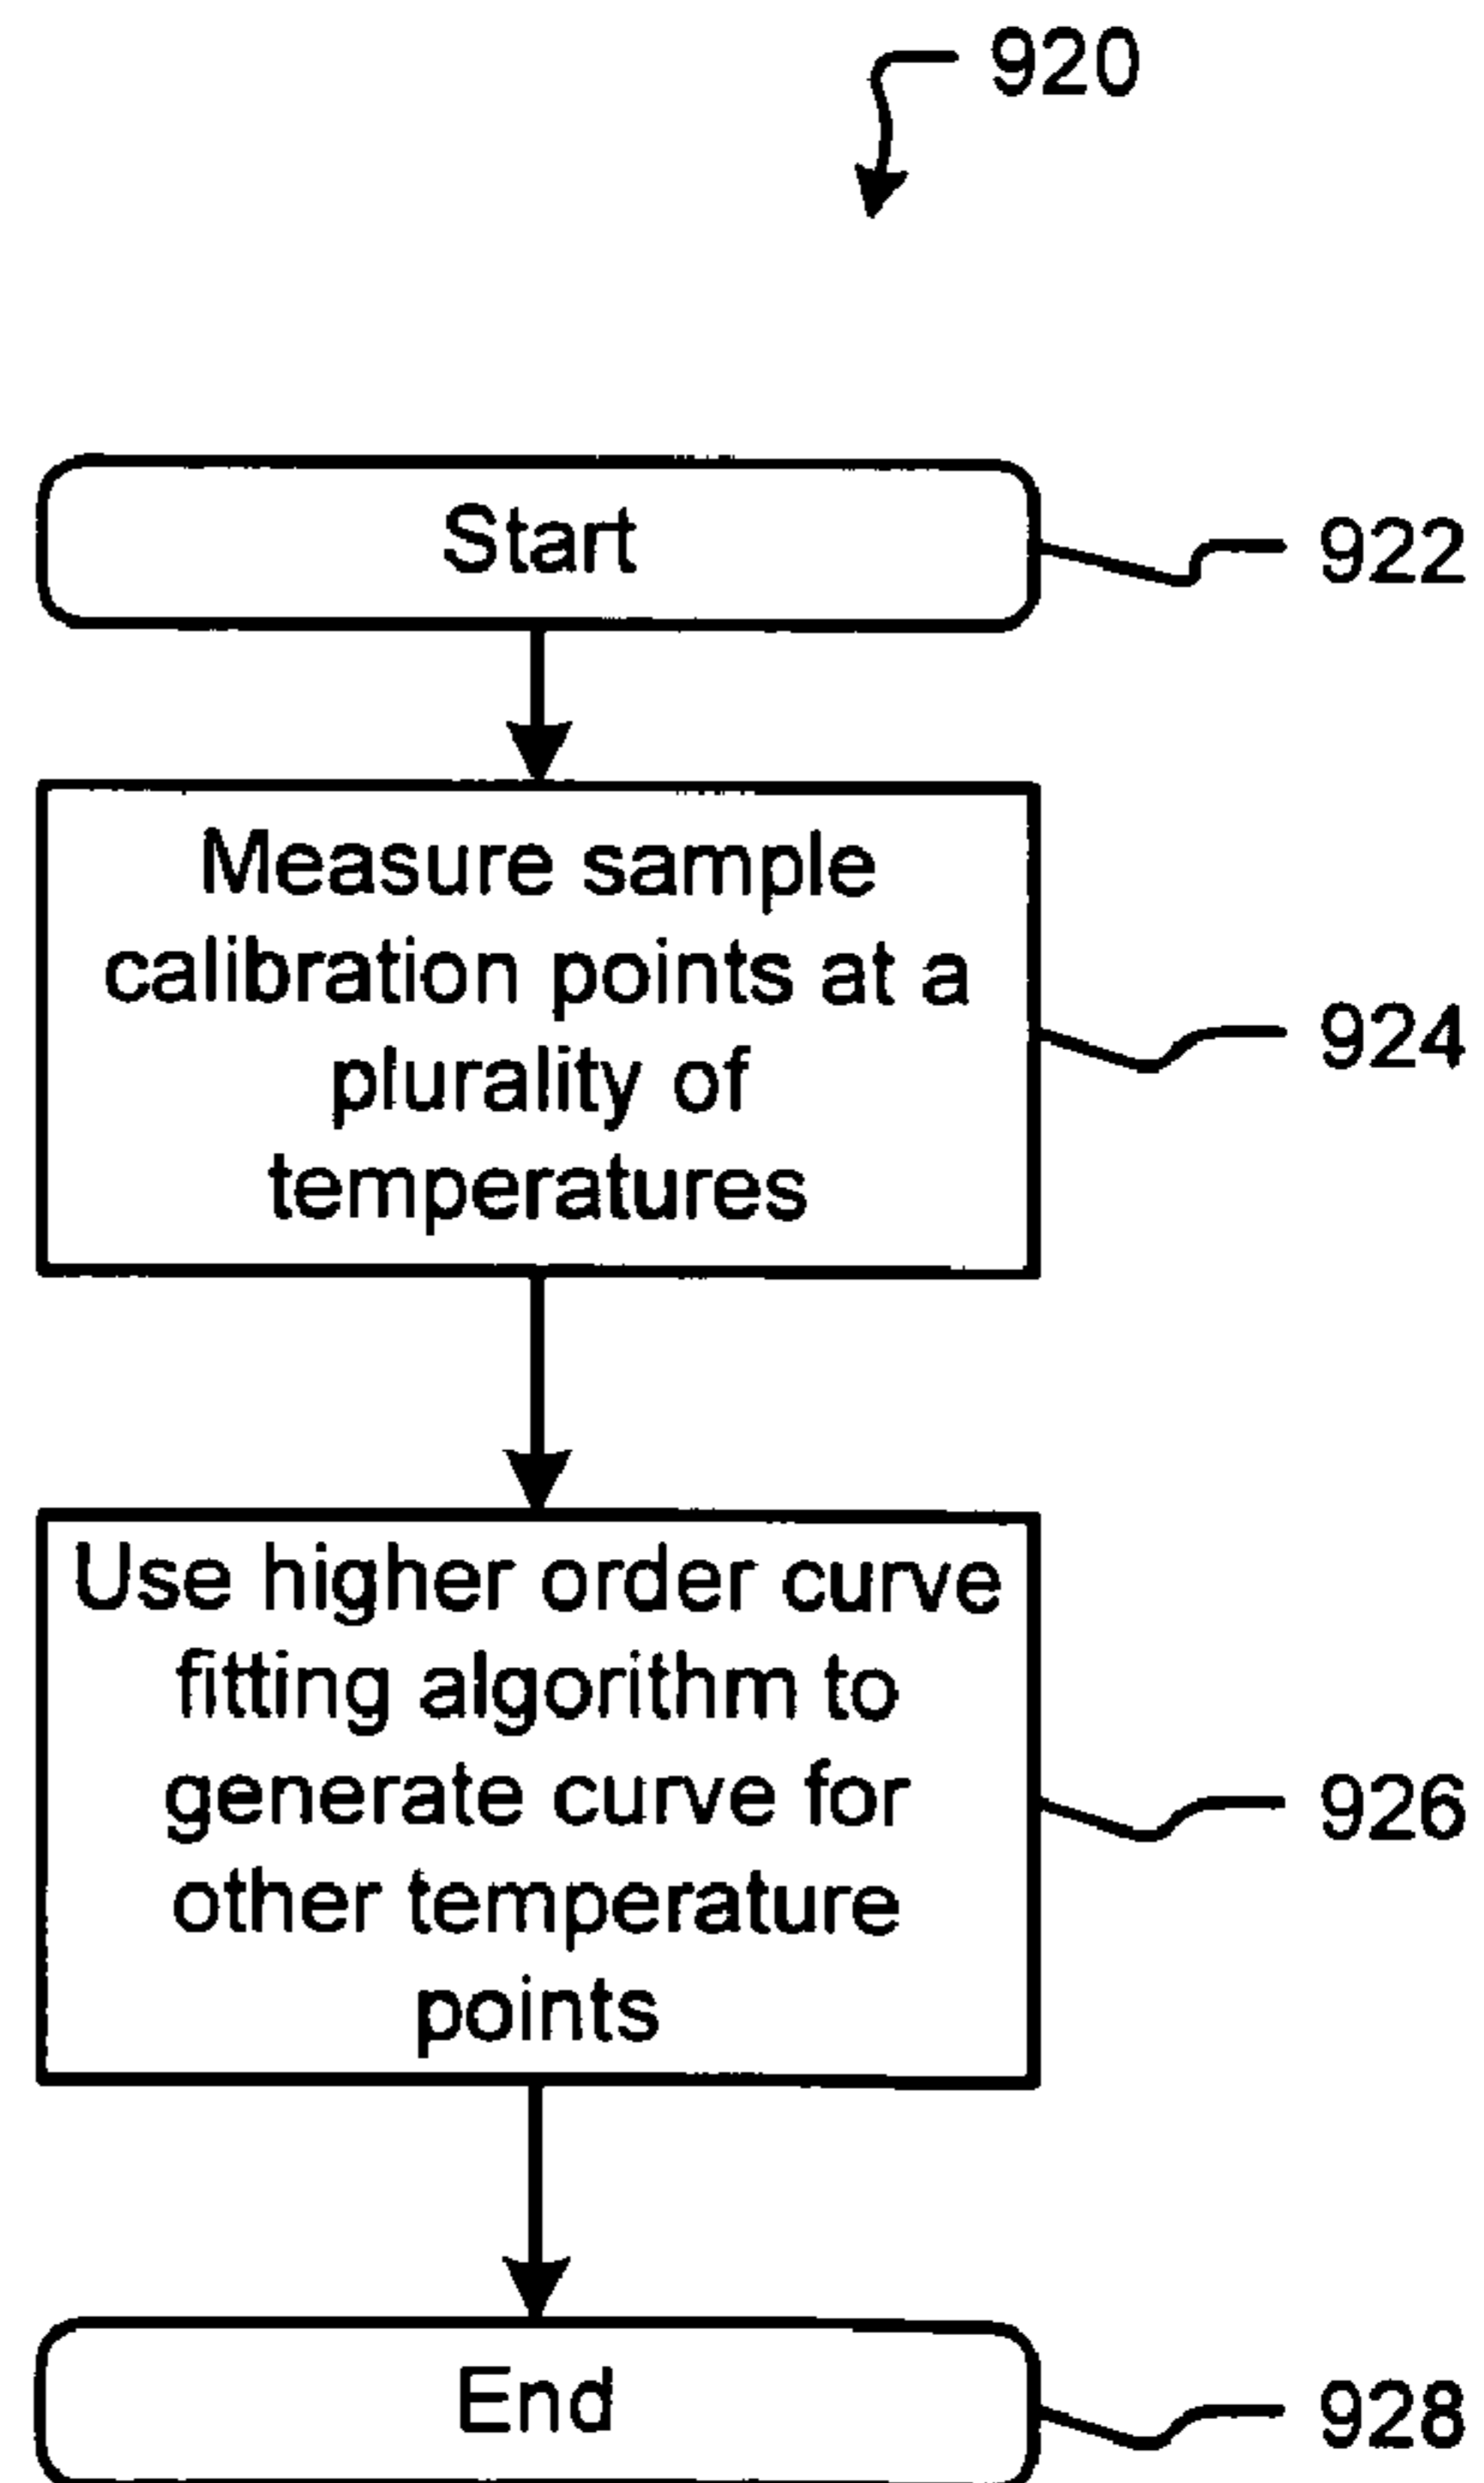 920
Start
922
Measure sample
calibration points at a
plurality of
temperatures
924
Use higher order curve
fitting algorithm to
generate curve for
other temperature
points
926
End
928